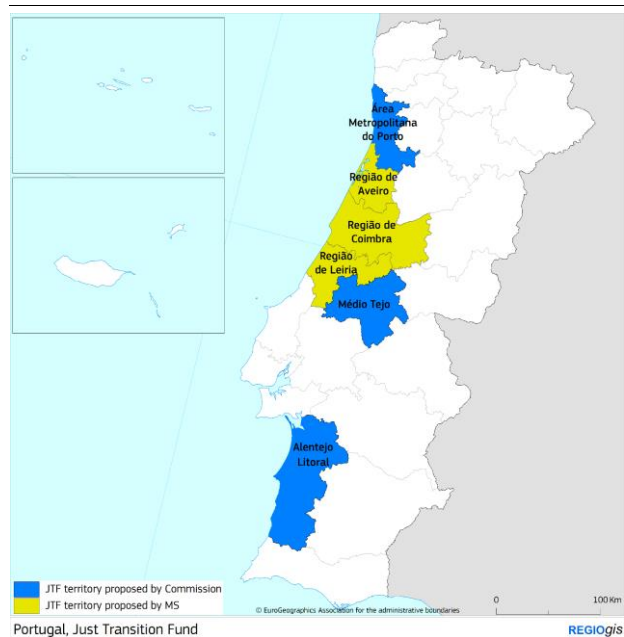 Área
Metropolitana
do Porto
Região de
Aveiro
Região de
Coimbra
Região
de Leiria
Médio Tejo
Alentejo
Litoral
JTF territory proposed by Commission
JTF territory proposed by MS
© EuroGeographics Association for the administrative boundaries
0 100 Km
Portugal, Just Transition Fund
REGIOgis